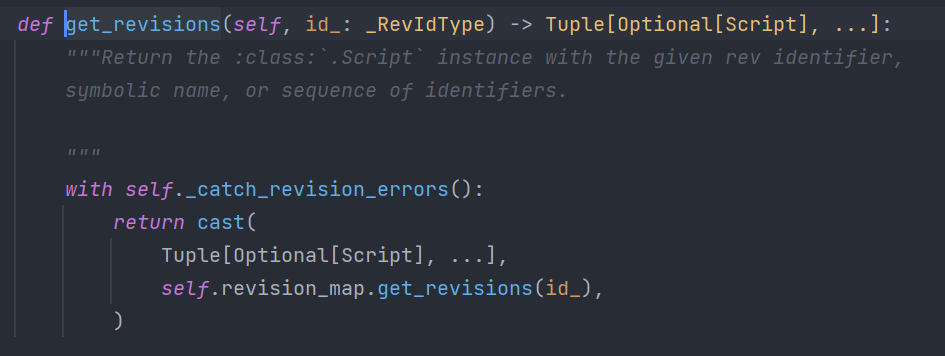 def get_revisions(self, id_: _RevIdType) -> Tuple[Optional[Script], ...]:
    """Return the :class:`.Script` instance with the given rev identifier,
    symbolic name, or sequence of identifiers.

    """
    with self._catch_revision_errors():
        return cast(
            Tuple[Optional[Script], ...],
            self.revision_map.get_revisions(id_),
        )